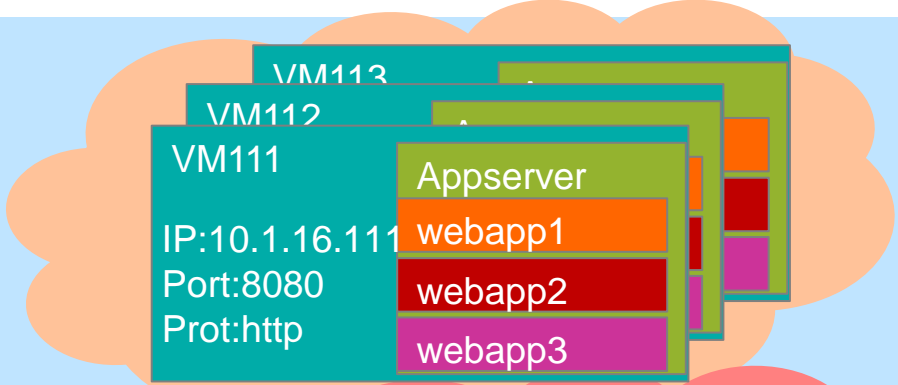 VM113
VM112
VM111
Appserver
IP:10.1.16.111
webapp1
Port:8080
webapp2
Prot:http
webapp3